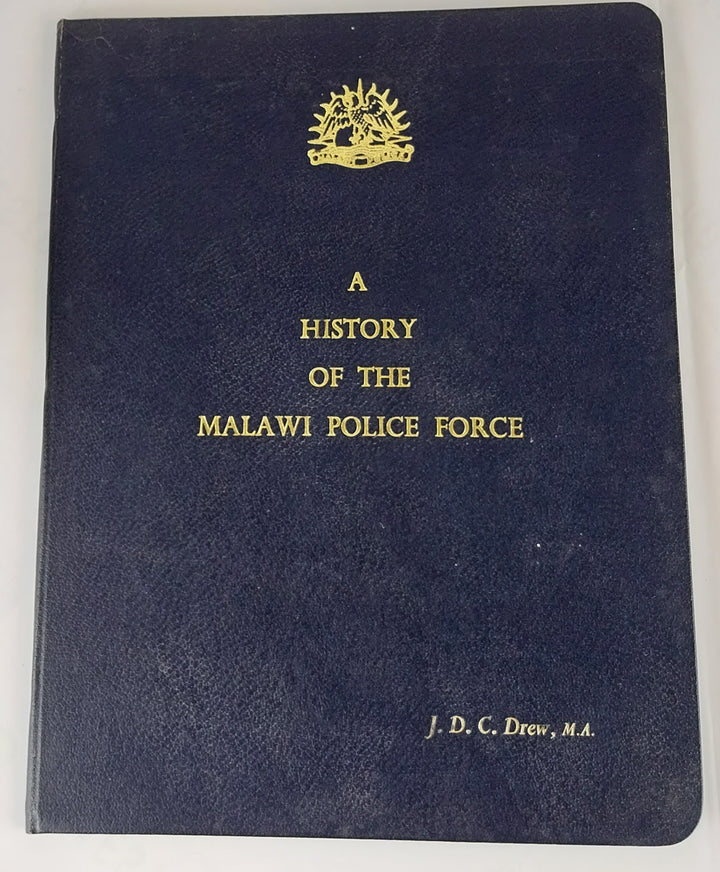 A
HISTORY
OF THE
MALAWI POLICE FORCE
J. D. C. Drew, M.A.